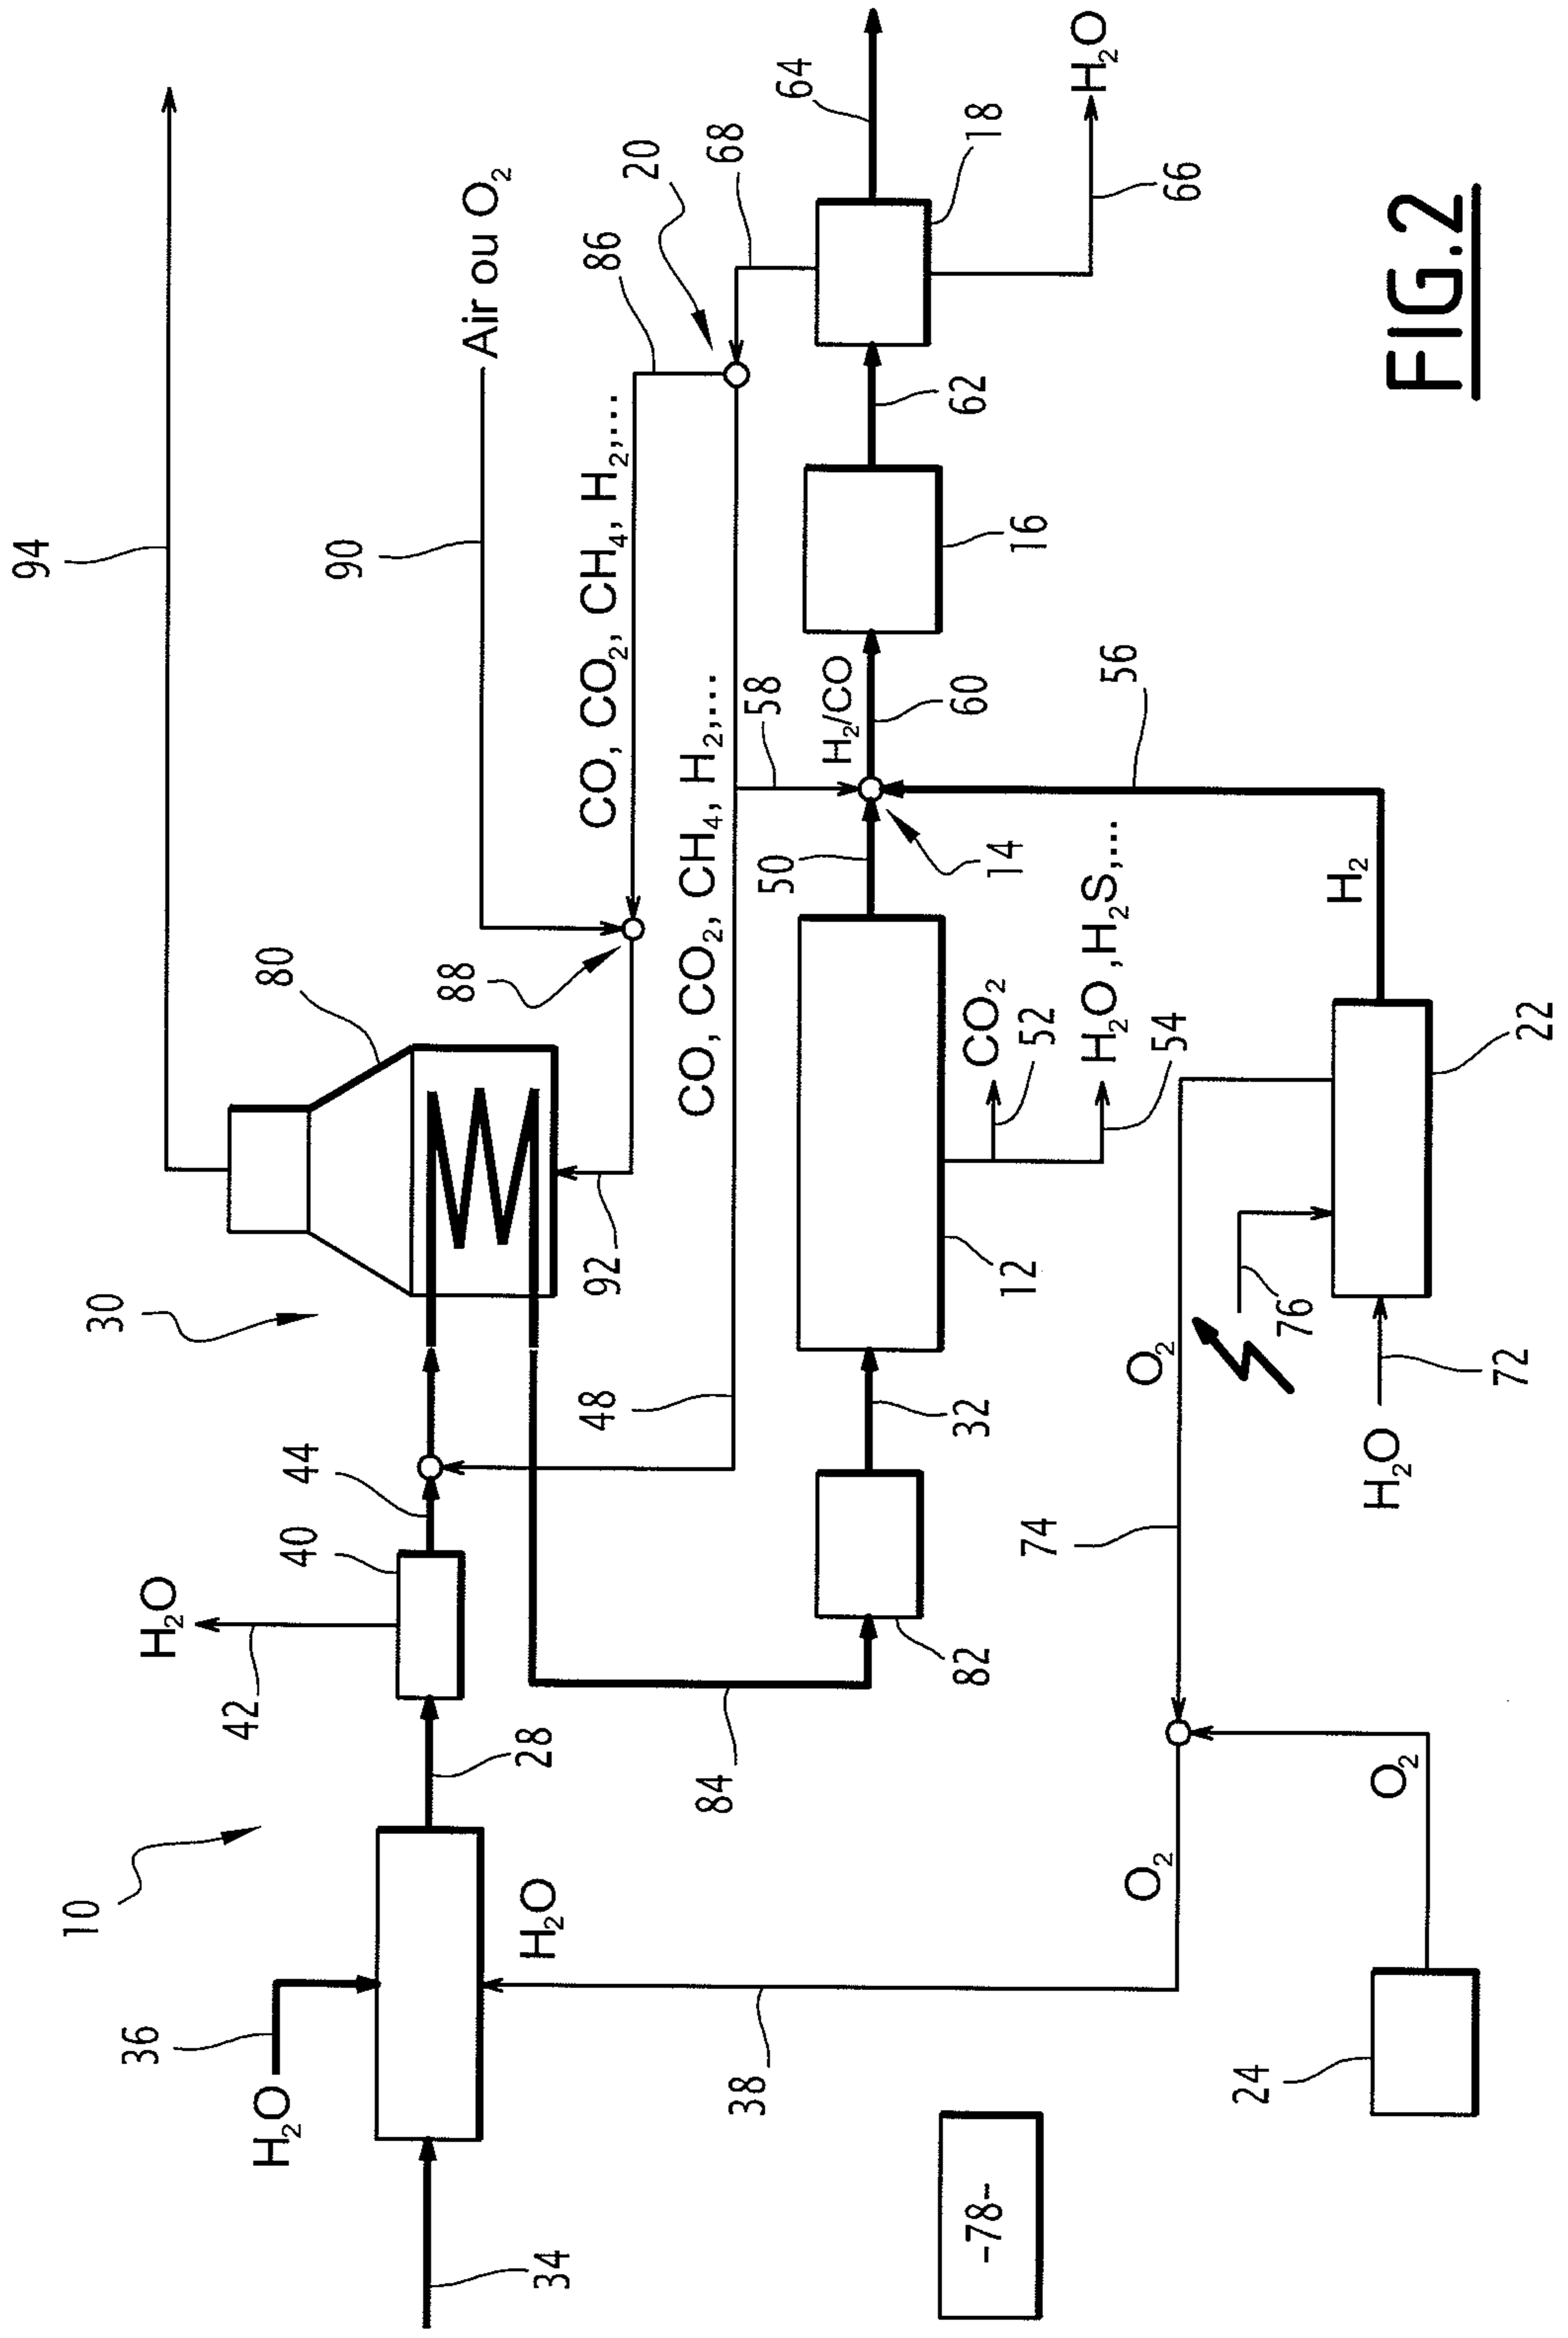 94
Air ou O₂
90
64
68
20
86
H₂O
18
66
62
16
CO, CO₂, CH₄, H₂,...
CO, CO₂, CH₄, H₂,...
58
H₂/CO
60
56
50
14
80
88
92
30
CO₂
52
H₂O ,H₂S,...
54
H₂
22
12
76
72
H₂O
O₂
74
48
32
44
40
H₂O
42
82
84
28
10
H₂O
36
H₂O
O₂
O₂
38
24
34
-78-
FIG.2